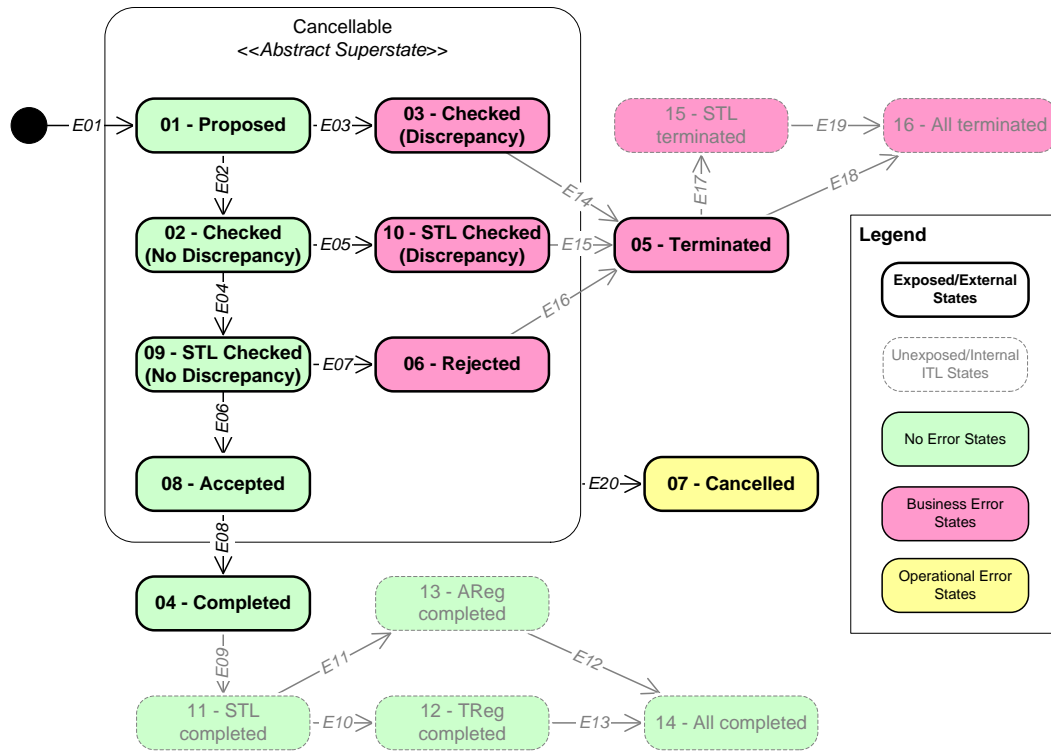 Cancellable
<<Abstract Superstate>>
E01
01 - Proposed
E03
03 - Checked
(Discrepancy)
15 - STL
terminated
E19
16 - All terminated
E02
E14
E17
E18
02 - Checked
(No Discrepancy)
E05
10 - STL Checked
(Discrepancy)
E15
05 - Terminated
E04
E16
09 - STL Checked
(No Discrepancy)
E07
06 - Rejected
E06
08 - Accepted
E20
07 - Cancelled
E08
04 - Completed
13 - AReg
completed
E09
E11
E12
11 - STL
completed
E10
12 - TReg
completed
E13
14 - All completed
Legend
Exposed/External
States
Unexposed/Internal
ITL States
No Error States
Business Error
States
Operational Error
States